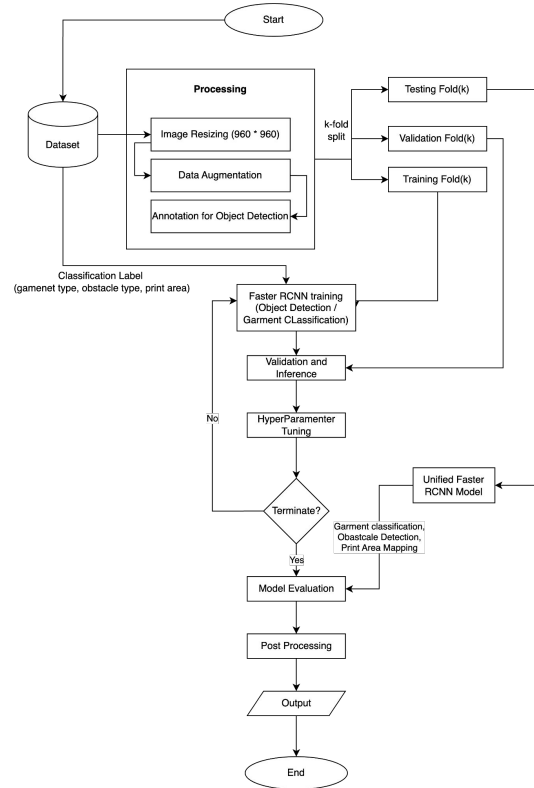 Start
Processing
Dataset
Image Resizing (960 * 960)
Data Augmentation
Annotation for Object Detection
k-fold
split
Testing Fold(k)
Validation Fold(k)
Training Fold(k)
Classification Label
(gamenet type, obstacle type, print area)
Faster RCNN training
(Object Detection /
Garment CLassification)
Validation and
Inference
HyperParamenter
Tuning
No
Terminate?
Yes
Unified Faster
RCNN Model
Garment classification,
Obastcale Detection,
Print Area Mapping
Model Evaluation
Post Processing
Output
End